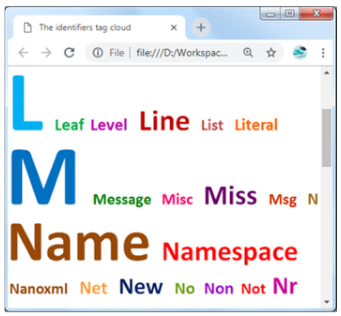 The identifiers tag cloud
File | file:///D:/Workspac...
L Leaf Level Line List Literal
M Message Misc Miss Msg N
Name Namespace
Nanoxml Net New No Non Not Nr